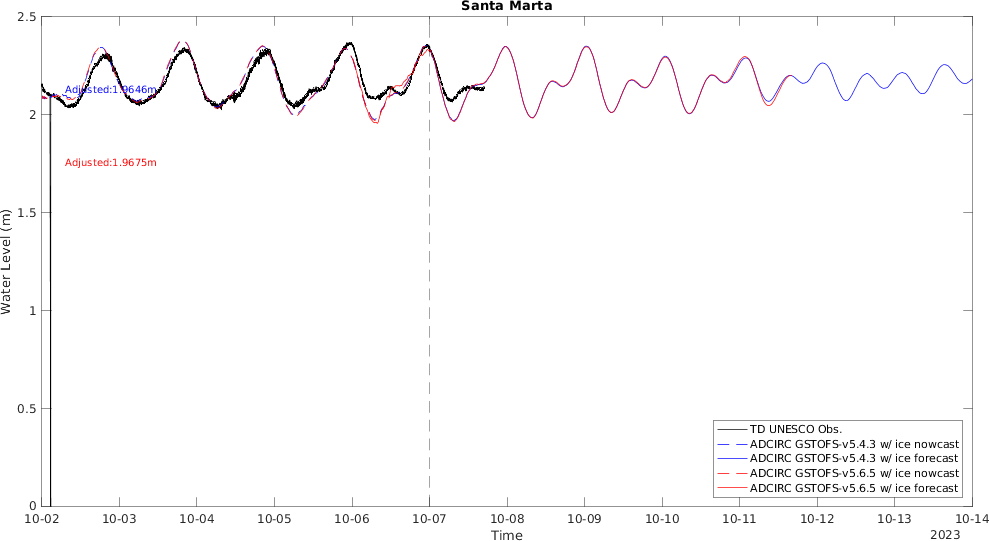 Santa Marta
2.5
2
1.5
1
0.5
0
Water Level (m)
Adjusted:1.9646m
Adjusted:1.9675m
TD UNESCO Obs.
ADCIRC GSTOFS-v5.4.3 w/ ice nowcast
ADCIRC GSTOFS-v5.4.3 w/ ice forecast
ADCIRC GSTOFS-v5.6.5 w/ ice nowcast
ADCIRC GSTOFS-v5.6.5 w/ ice forecast
10-02 10-03 10-04 10-05 10-06 10-07 10-08 10-09 10-10 10-11 10-12 10-13 10-14
Time
2023